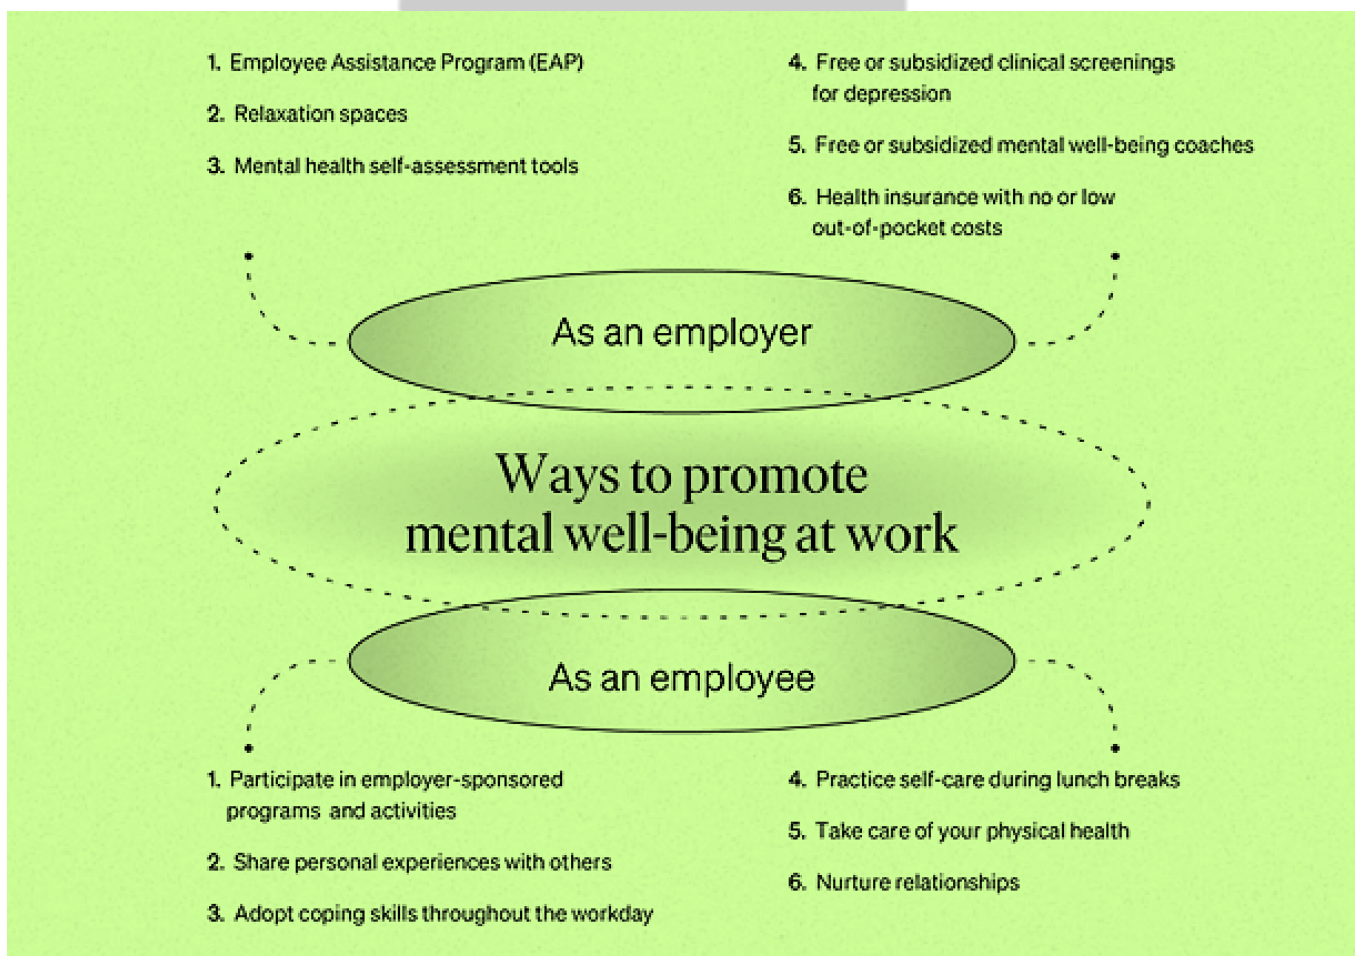 1. Employee Assistance Program (EAP)
2. Relaxation spaces
3. Mental health self-assessment tools
4. Free or subsidized clinical screenings
for depression
5. Free or subsidized mental well-being coaches
6. Health insurance with no or low
out-of-pocket costs
As an employer
Ways to promote
mental well-being at work
As an employee
1. Participate in employer-sponsored
programs and activities
2. Share personal experiences with others
3. Adopt coping skills throughout the workday
4. Practice self-care during lunch breaks
5. Take care of your physical health
6. Nurture relationships